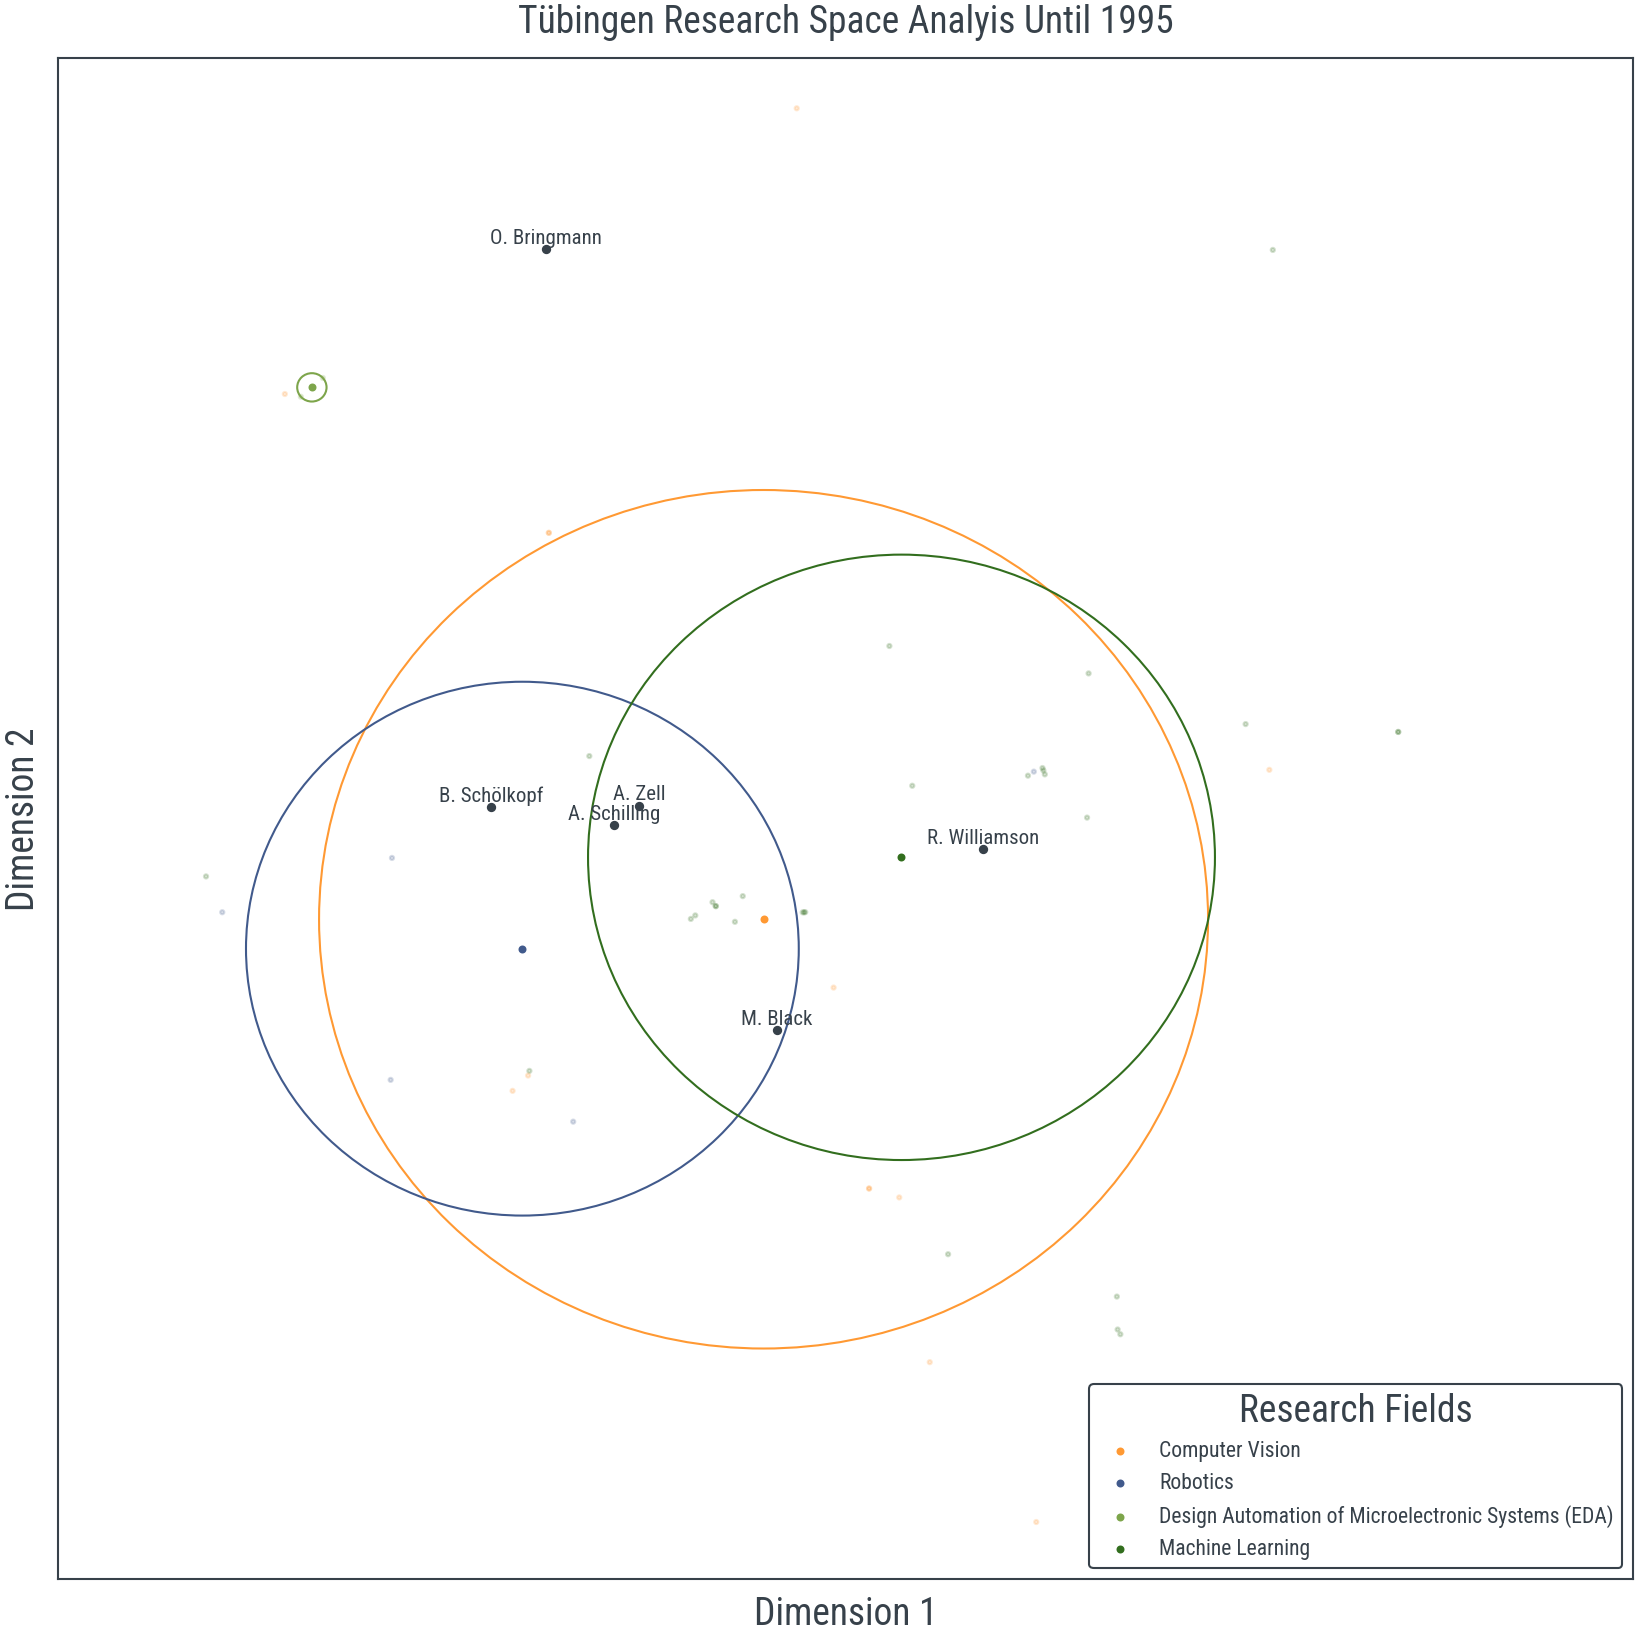 Tübingen Research Space Analyis Until 1995
O. Bringmann
B. Schölkopf
A. Zell
A. Schilling
R. Williamson
M. Black
Dimension 2
Research Fields
Computer Vision
Robotics
Design Automation of Microelectronic Systems (EDA)
Machine Learning
Dimension 1